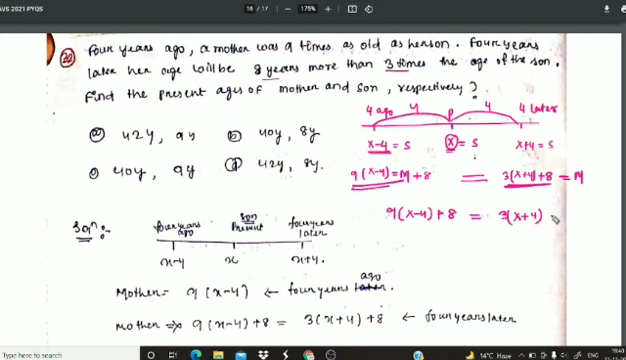 AVS 2021 PYQS
16 / 17
175%
20 Four years ago, a mother was 9 times as old as her son. Four years
later her age will be 8 years more than 3 times the age of the son.
Find the present ages of mother and son, respectively?
4 ago 4 P 4 4 later
(a) 42y, 9y (b) 40y, 8y
x-4 = S (x) = S x+4 = S
c) 40y, 9y (d) 42y, 8y.
9(x-4) = M + 8 = 3(x+4)+8 = M
9(x-4)+8 = 3(x+4)
Solⁿ:- four years ago son Present four years later
x-4 x x+4.
Mother = 9(x-4) ← four years ago later.
Mother ⇒ 9(x-4)+8 = 3(x+4)+8 ← four years later
Type here to search
14°C Haze
19:40